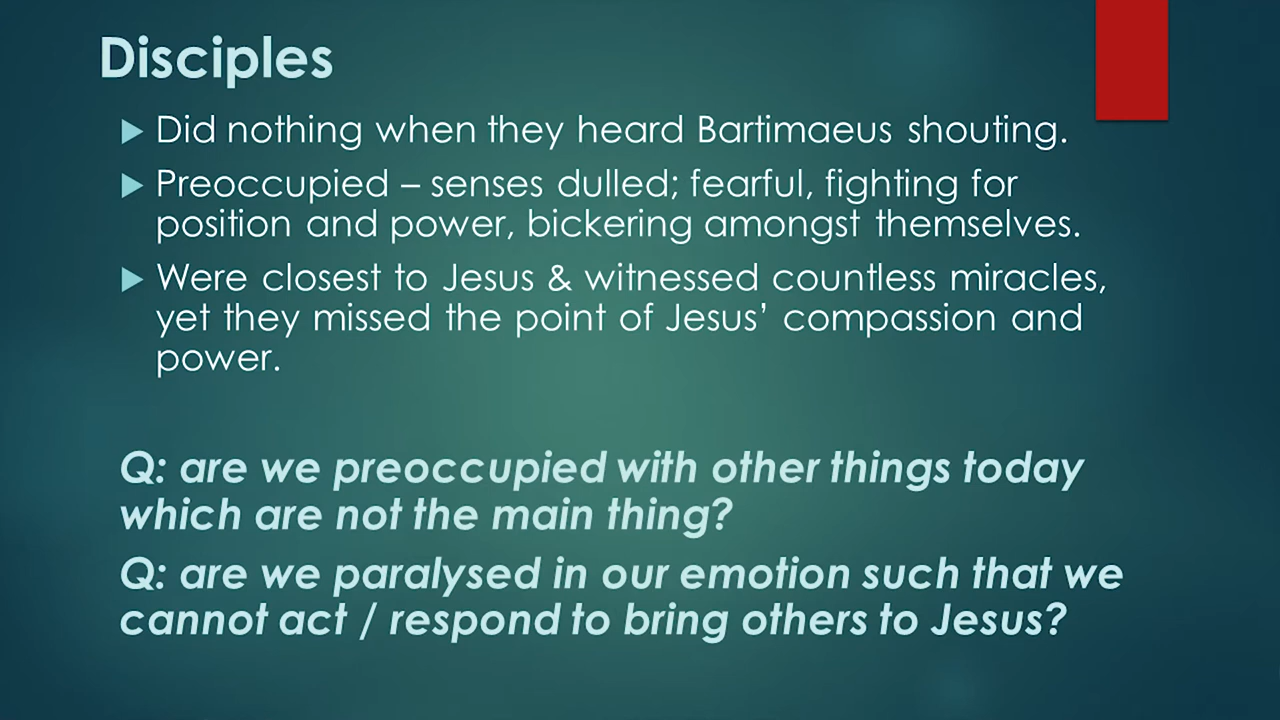 Disciples
Did nothing when they heard Bartimaeus shouting.
Preoccupied – senses dulled; fearful, fighting for
position and power, bickering amongst themselves.
Were closest to Jesus & witnessed countless miracles,
yet they missed the point of Jesus’ compassion and
power.
Q: are we preoccupied with other things today
which are not the main thing?
Q: are we paralysed in our emotion such that we
cannot act / respond to bring others to Jesus?